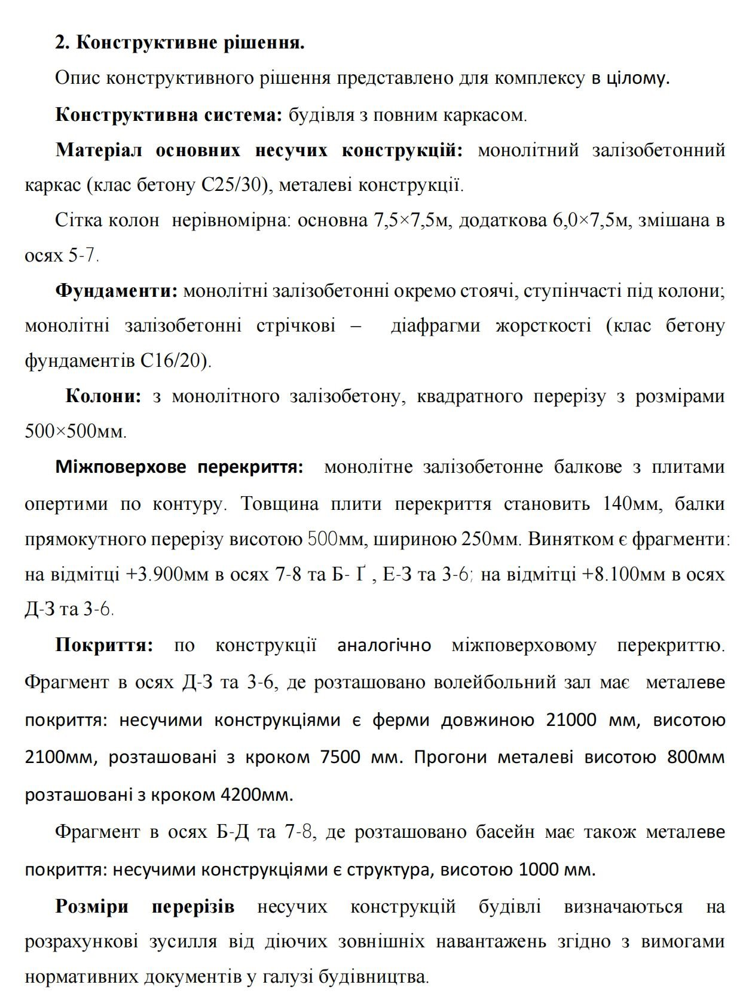 2. Конструктивне рішення.
Опис конструктивного рішення представлено для комплексу в цілому.
Конструктивна система: будівля з повним каркасом.
Матеріал основних несучих конструкцій: монолітний залізобетонний
каркас (клас бетону С25/30), металеві конструкції.
Сітка колон нерівномірна: основна 7,5×7,5м, додаткова 6,0×7,5м, змішана в
осях 5-7.
Фундаменти: монолітні залізобетонні окремо стоячі, ступінчасті під колони;
монолітні залізобетонні стрічкові – діафрагми жорсткості (клас бетону
фундаментів С16/20).
Колони: з монолітного залізобетону, квадратного перерізу з розмірами
500×500мм.
Міжповерхове перекриття: монолітне залізобетонне балкове з плитами
опертими по контуру. Товщина плити перекриття становить 140мм, балки
прямокутного перерізу висотою 500мм, шириною 250мм. Винятком є фрагменти:
на відмітці +3.900мм в осях 7-8 та Б- Ґ , Е-З та 3-6; на відмітці +8.100мм в осях
Д-З та 3-6.
Покриття: по конструкції аналогічно міжповерховому перекриттю.
Фрагмент в осях Д-З та 3-6, де розташовано волейбольний зал має металеве
покриття: несучими конструкціями є ферми довжиною 21000 мм, висотою
2100мм, розташовані з кроком 7500 мм. Прогони металеві висотою 800мм
розташовані з кроком 4200мм.
Фрагмент в осях Б-Д та 7-8, де розташовано басейн має також металеве
покриття: несучими конструкціями є структура, висотою 1000 мм.
Розміри перерізів несучих конструкцій будівлі визначаються на
розрахункові зусилля від діючих зовнішніх навантажень згідно з вимогами
нормативних документів у галузі будівництва.